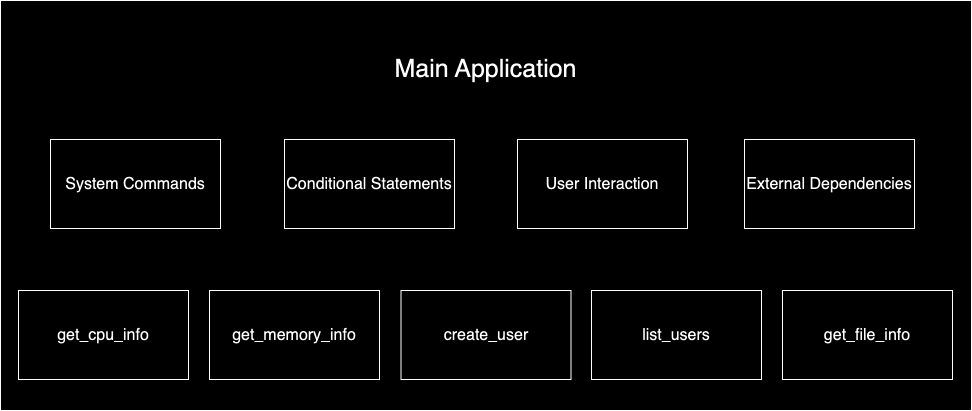 Main Application
System Commands
Conditional Statements
User Interaction
External Dependencies
get_cpu_info
get_memory_info
create_user
list_users
get_file_info